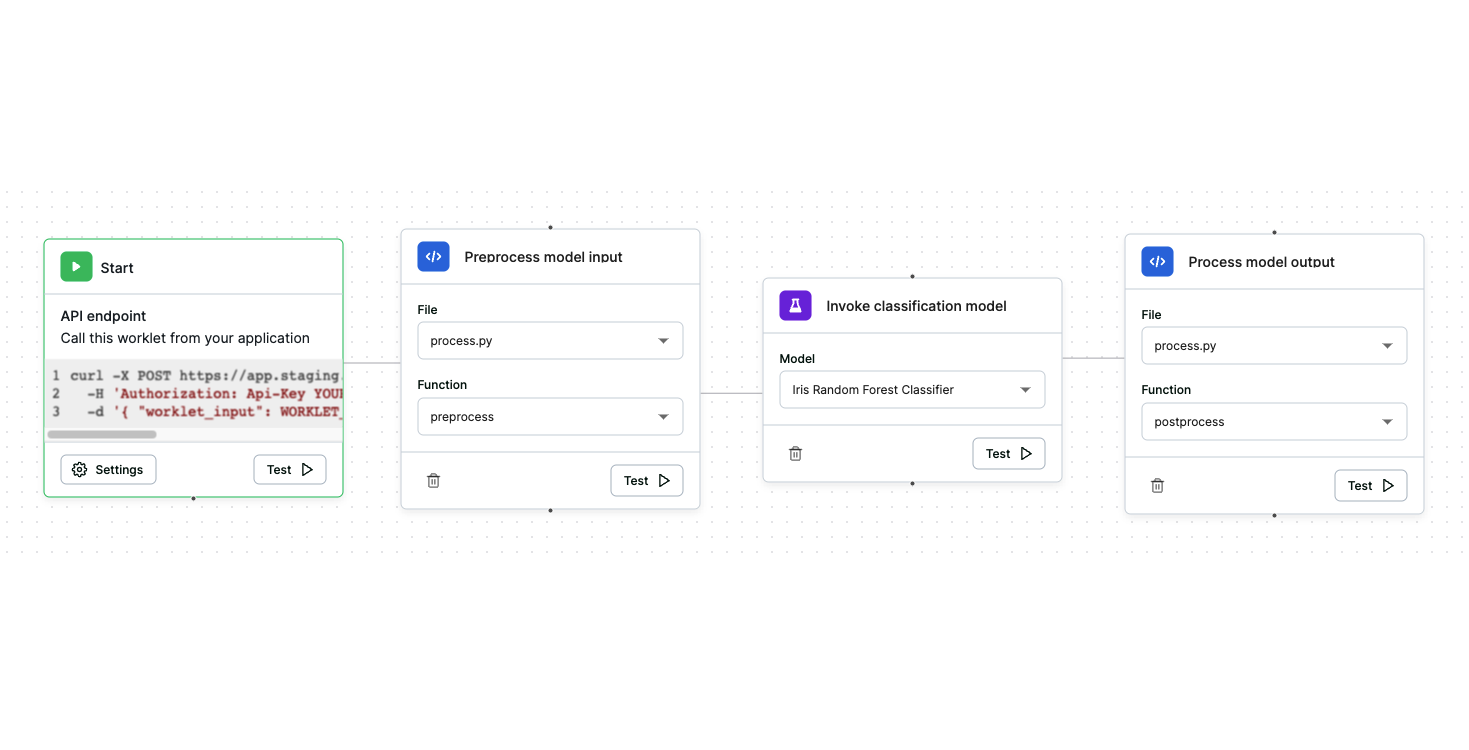 Start
API endpoint
Call this worklet from your application
1 curl -X POST https://app.staging.
2 -H 'Authorization: Api-Key YOU
3 -d '{ "worklet_input": WORKLET_
Settings
Test
Preprocess model input
File
process.py
Function
preprocess
Test
Invoke classification model
Model
Iris Random Forest Classifier
Test
Process model output
File
process.py
Function
postprocess
Test